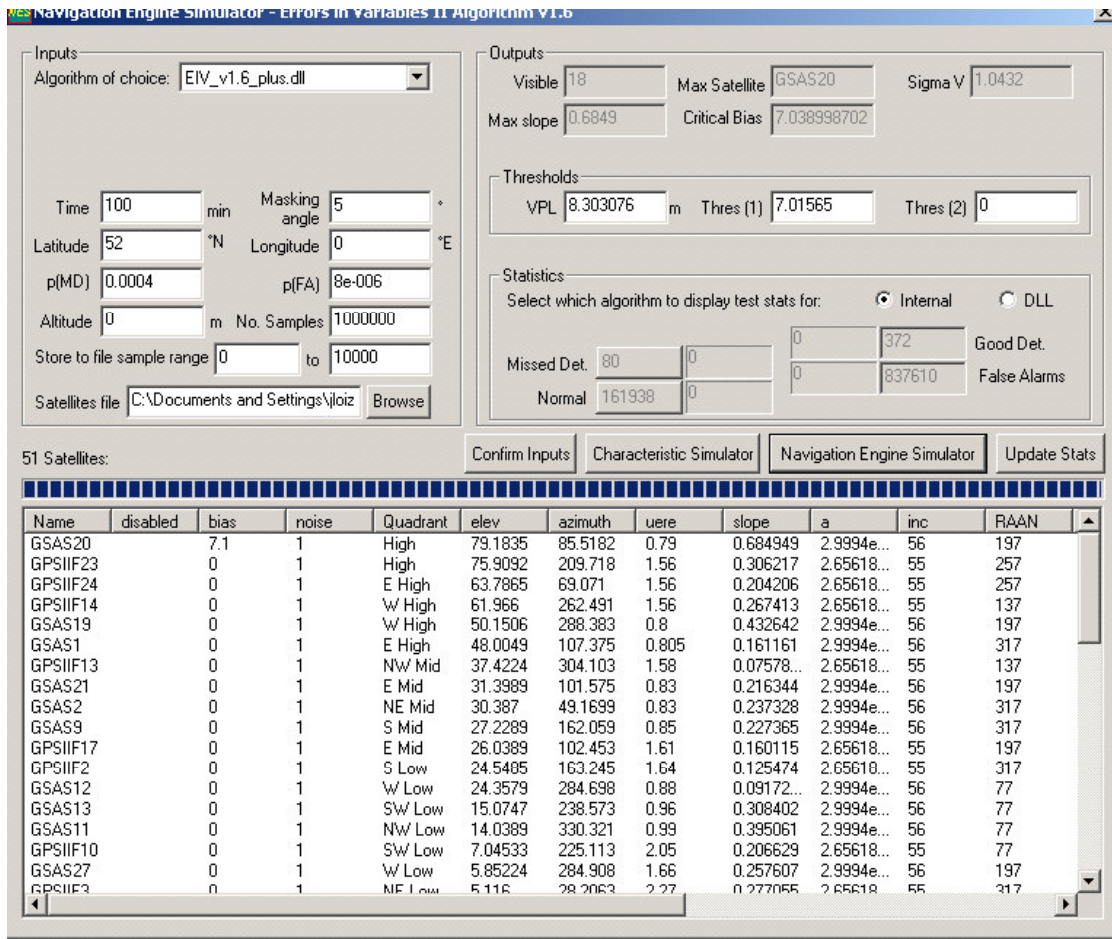 Navigation Engine Simulator - Errors in Variables II Algorithm v1.6
Inputs
Algorithm of choice: EIV_v1.6_plus.dll
Time 100 min Masking angle 5 °
Latitude 52 °N Longitude 0 °E
p(MD) 0.0004 p(FA) 8e-006
Altitude 0 m No. Samples 1000000
Store to file sample range 0 to 10000
Satellites file C:\Documents and Settings\jloiz Browse
Outputs
Visible 18 Max Satellite GSAS20 Sigma V 1.0432
Max slope 0.6849 Critical Bias 7.038998702
Thresholds
VPL 8.303076 m Thres (1) 7.01565 Thres (2) 0
Statistics
Select which algorithm to display test stats for: Internal DLL
Missed Det. 80 0 0 372 Good Det.
Normal 161938 0 0 837610 False Alarms
51 Satellites: Confirm Inputs Characteristic Simulator Navigation Engine Simulator Update Stats
Name disabled bias noise Quadrant elev azimuth uere slope a inc RAAN
GSAS20 7.1 1 High 79.1835 85.5182 0.79 0.684949 2.9994e... 56 197
GPSIIF23 0 1 High 75.9092 209.718 1.56 0.306217 2.65618... 55 257
GPSIIF24 0 1 E High 63.7865 69.071 1.56 0.204206 2.65618... 55 257
GPSIIF14 0 1 W High 61.966 262.491 1.56 0.267413 2.65618... 55 137
GSAS19 0 1 W High 50.1506 288.383 0.8 0.432642 2.9994e... 56 197
GSAS1 0 1 E High 48.0049 107.375 0.805 0.161161 2.9994e... 56 317
GPSIIF13 0 1 NW Mid 37.4224 304.103 1.58 0.07578... 2.65618... 55 137
GSAS21 0 1 E Mid 31.3989 101.575 0.83 0.216344 2.9994e... 56 197
GSAS2 0 1 NE Mid 30.387 49.1699 0.83 0.237328 2.9994e... 56 317
GSAS9 0 1 S Mid 27.2289 162.059 0.85 0.227365 2.9994e... 56 317
GPSIIF17 0 1 E Mid 26.0389 102.453 1.61 0.160115 2.65618... 55 197
GPSIIF2 0 1 S Low 24.5485 163.245 1.64 0.125474 2.65618... 55 317
GSAS12 0 1 W Low 24.3579 284.698 0.88 0.09172... 2.9994e... 56 77
GSAS13 0 1 SW Low 15.0747 238.573 0.96 0.308402 2.9994e... 56 77
GSAS11 0 1 NW Low 14.0389 330.321 0.99 0.395061 2.9994e... 56 77
GPSIIF10 0 1 SW Low 7.04533 225.113 2.05 0.206629 2.65618... 55 77
GSAS27 0 1 W Low 5.85224 284.908 1.66 0.257607 2.9994e... 56 197
GPSIIF3 0 1 NE Low 5.116 28.2063 2.27 0.277055 2.65618... 55 317